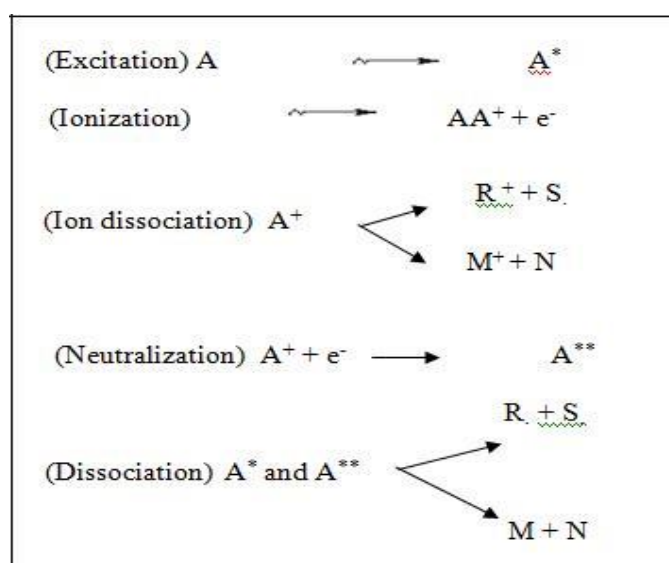 (Excitation) A A*
(Ionization) AA⁺ + e⁻
R⁺ + S.
(Ion dissociation) A⁺
M⁺ + N
(Neutralization) A⁺ + e⁻ A**
R. + S.
(Dissociation) A* and A**
M + N